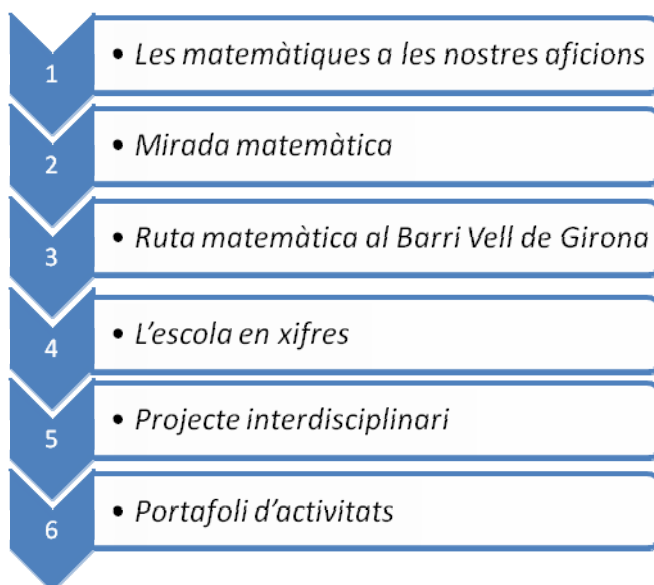 1 • Les matemàtiques a les nostres aficions
2 • Mirada matemàtica
3 • Ruta matemàtica al Barri Vell de Girona
4 • L’escola en xifres
5 • Projecte interdisciplinari
6 • Portafoli d’activitats